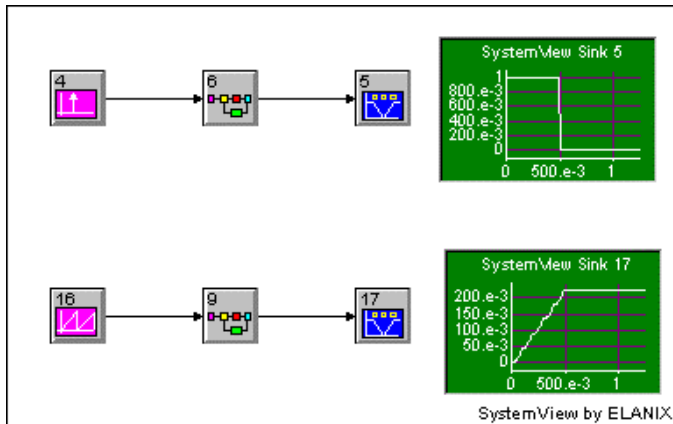 4
6
5
SystemView Sink 5
1
800.e-3
600.e-3
400.e-3
200.e-3
0
0 500.e-3 1
16
9
17
SystemView Sink 17
200.e-3
150.e-3
100.e-3
50.e-3
0
0 500.e-3 1
SystemView by ELANIX